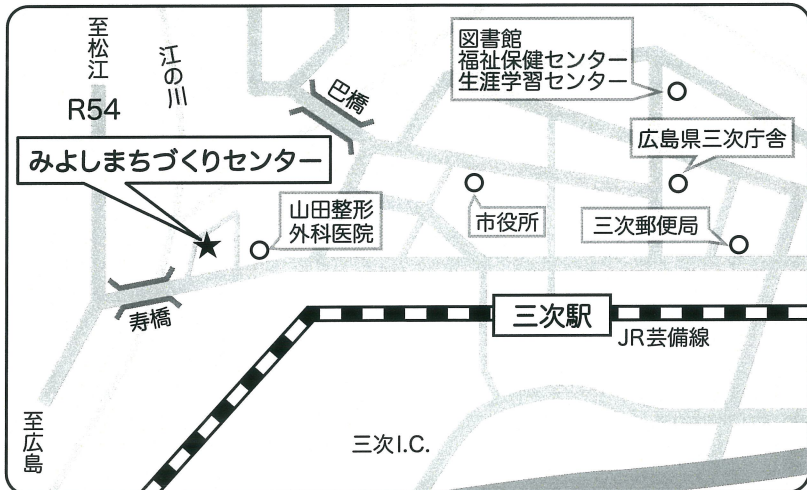 至松江
江の川
R54
巴橋
図書館
福祉保健センター
生涯学習センター
広島県三次庁舎
みよしまちづくりセンター
山田整形
外科医院
市役所
三次郵便局
寿橋
三次駅
JR芸備線
至広島
三次I.C.